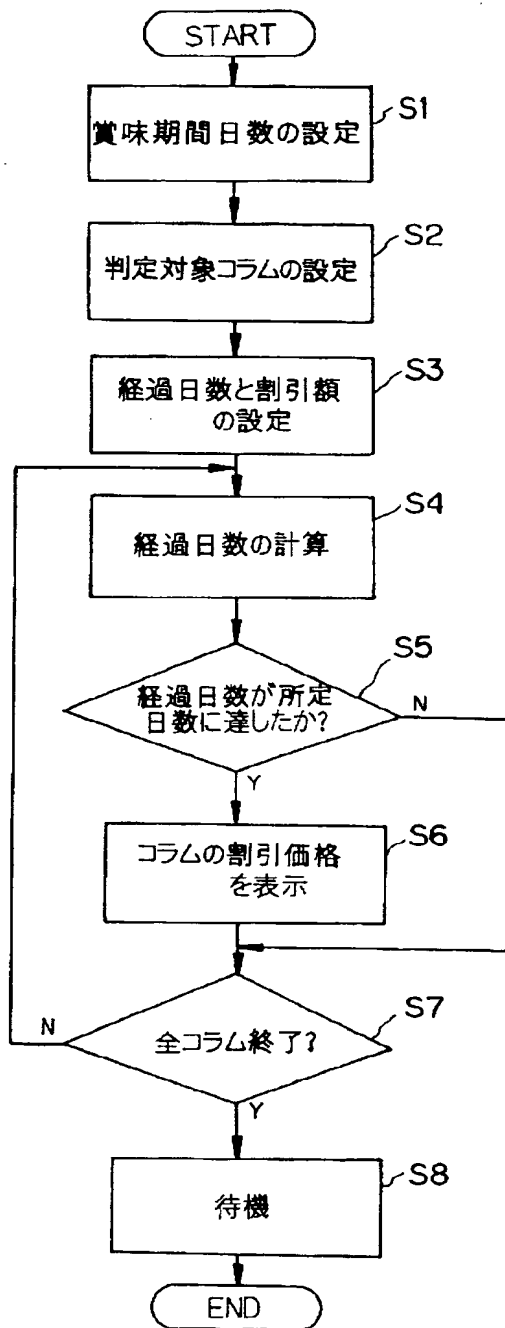 START
賞味期間日数の設定
S1
判定対象コラムの設定
S2
経過日数と割引額
の設定
S3
経過日数の計算
S4
経過日数が所定
日数に達したか?
S5
N
Y
コラムの割引価格
を表示
S6
全コラム終了?
S7
N
Y
待機
S8
END